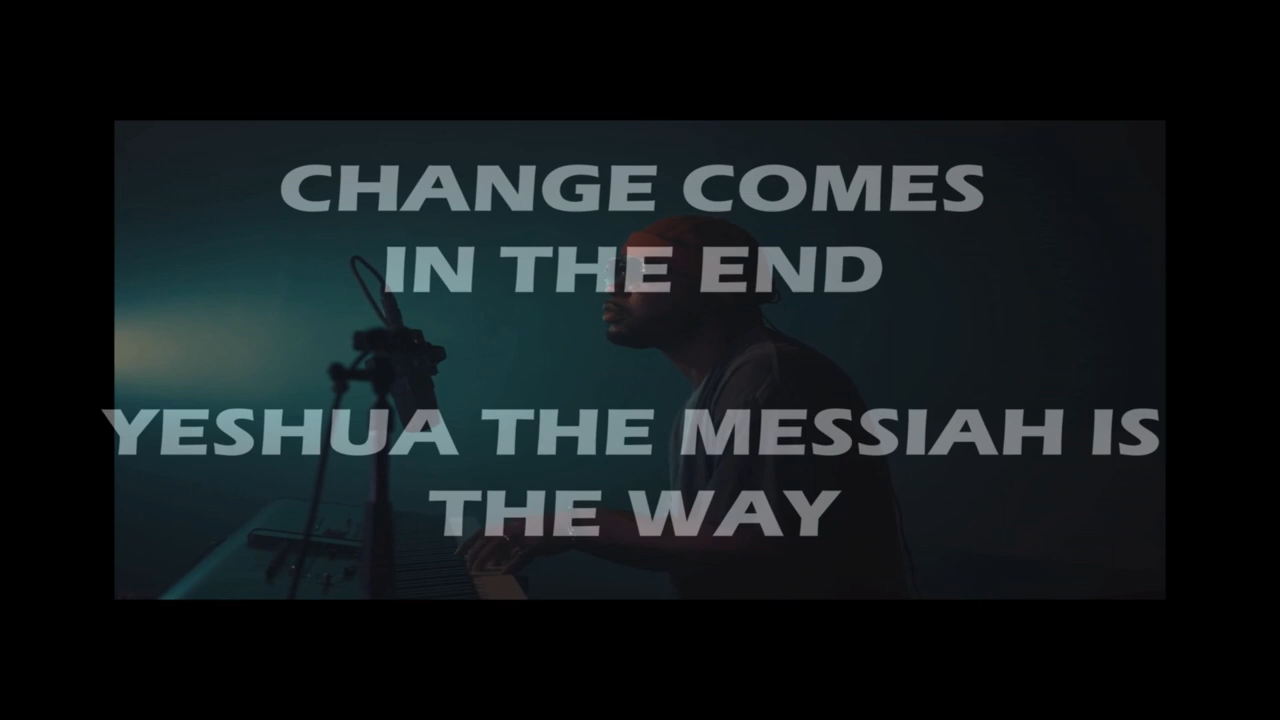 CHANGE COMES
IN THE END
YESHUA THE MESSIAH IS
THE WAY